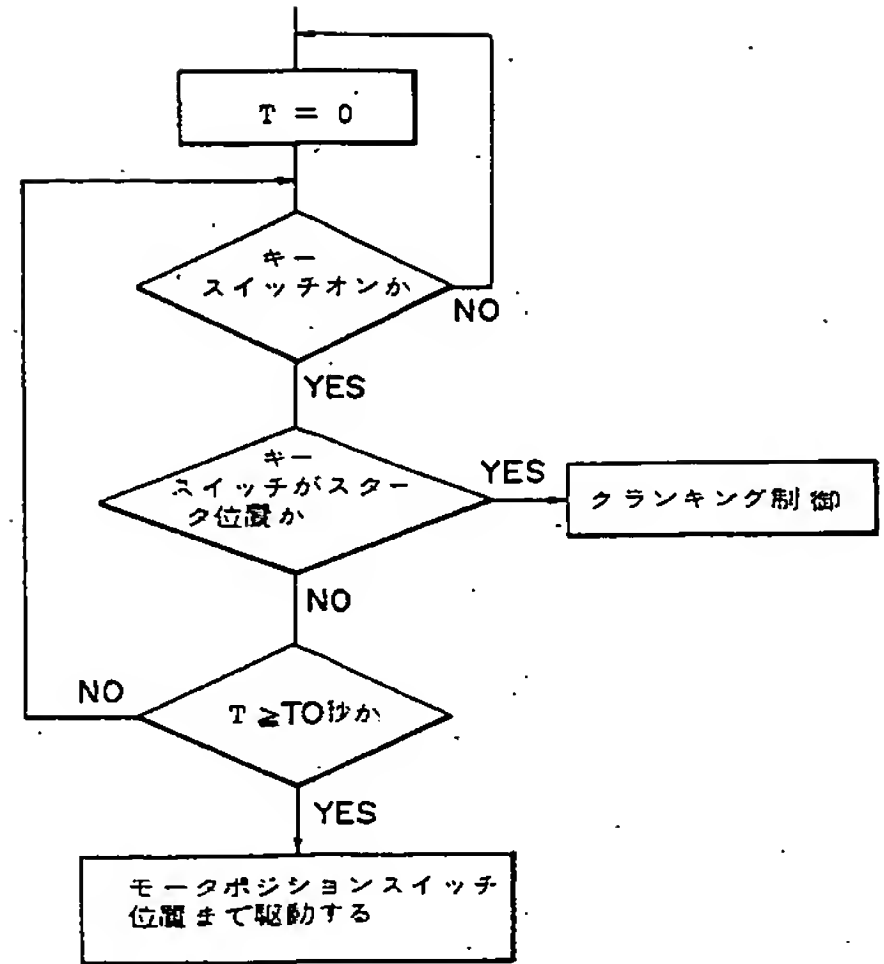 T = 0
キー
スイッチオンか
NO
YES
キー
スイッチがスター
タ位置か
YES
クランキング制御
NO
NO
T ≧TO秒か
YES
モータポジションスイッチ
位置まで駆動する